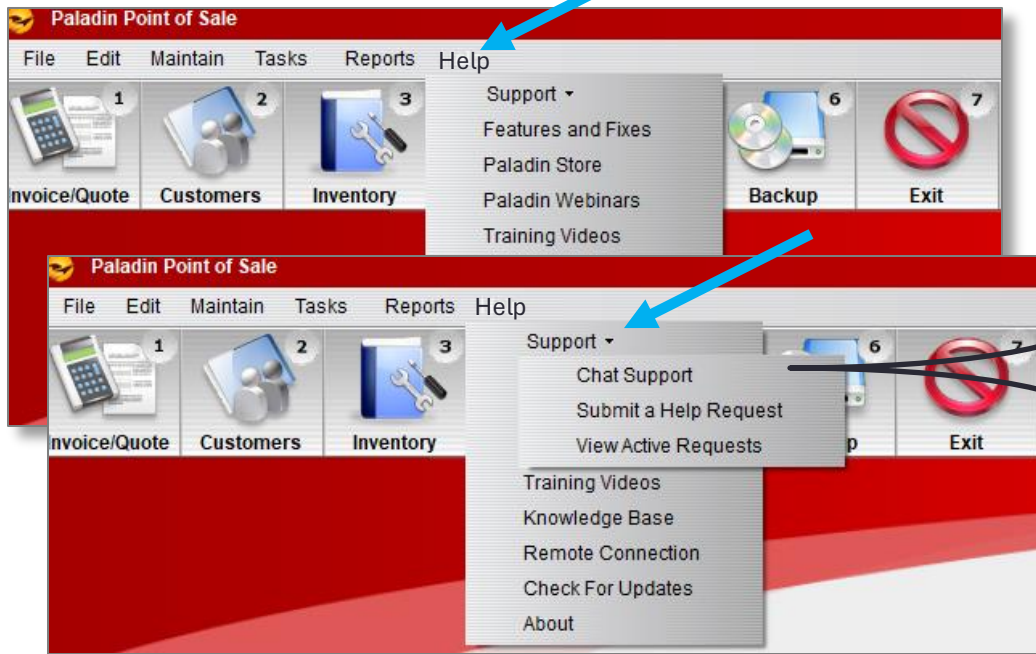 Paladin Point of Sale
File Edit Maintain Tasks Reports Help
1 2 3 6 7
nvoice/Quote Customers Inventory Backup Exit
Support
Features and Fixes
Paladin Store
Paladin Webinars
Training Videos
Paladin Point of Sale
File Edit Maintain Tasks Reports Help
1 2 3 6 7
nvoice/Quote Customers Inventory p Exit
Support
Chat Support
Submit a Help Request
View Active Requests
Training Videos
Knowledge Base
Remote Connection
Check For Updates
About